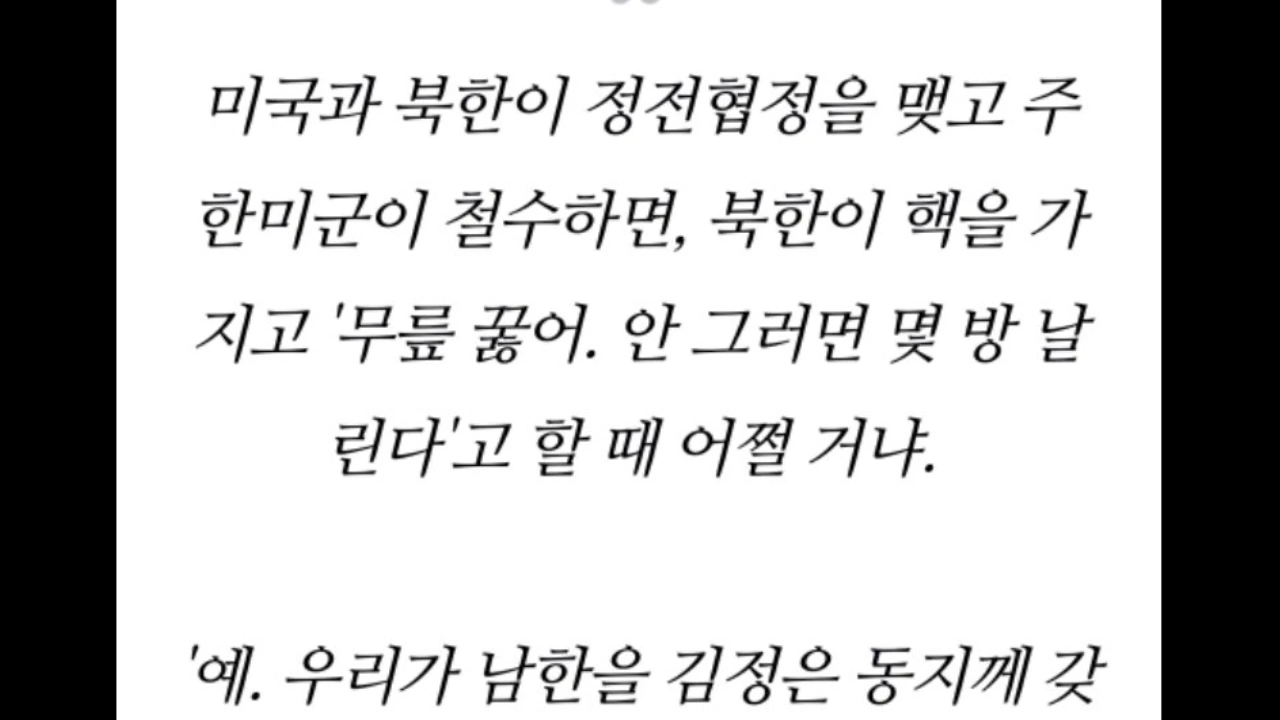 미국과 북한이 정전협정을 맺고 주
한미군이 철수하면, 북한이 핵을 가
지고 '무릎 꿇어. 안 그러면 몇 방 날
린다'고 할 때 어쩔 거냐.
'예. 우리가 남한을 김정은 동지께 갖